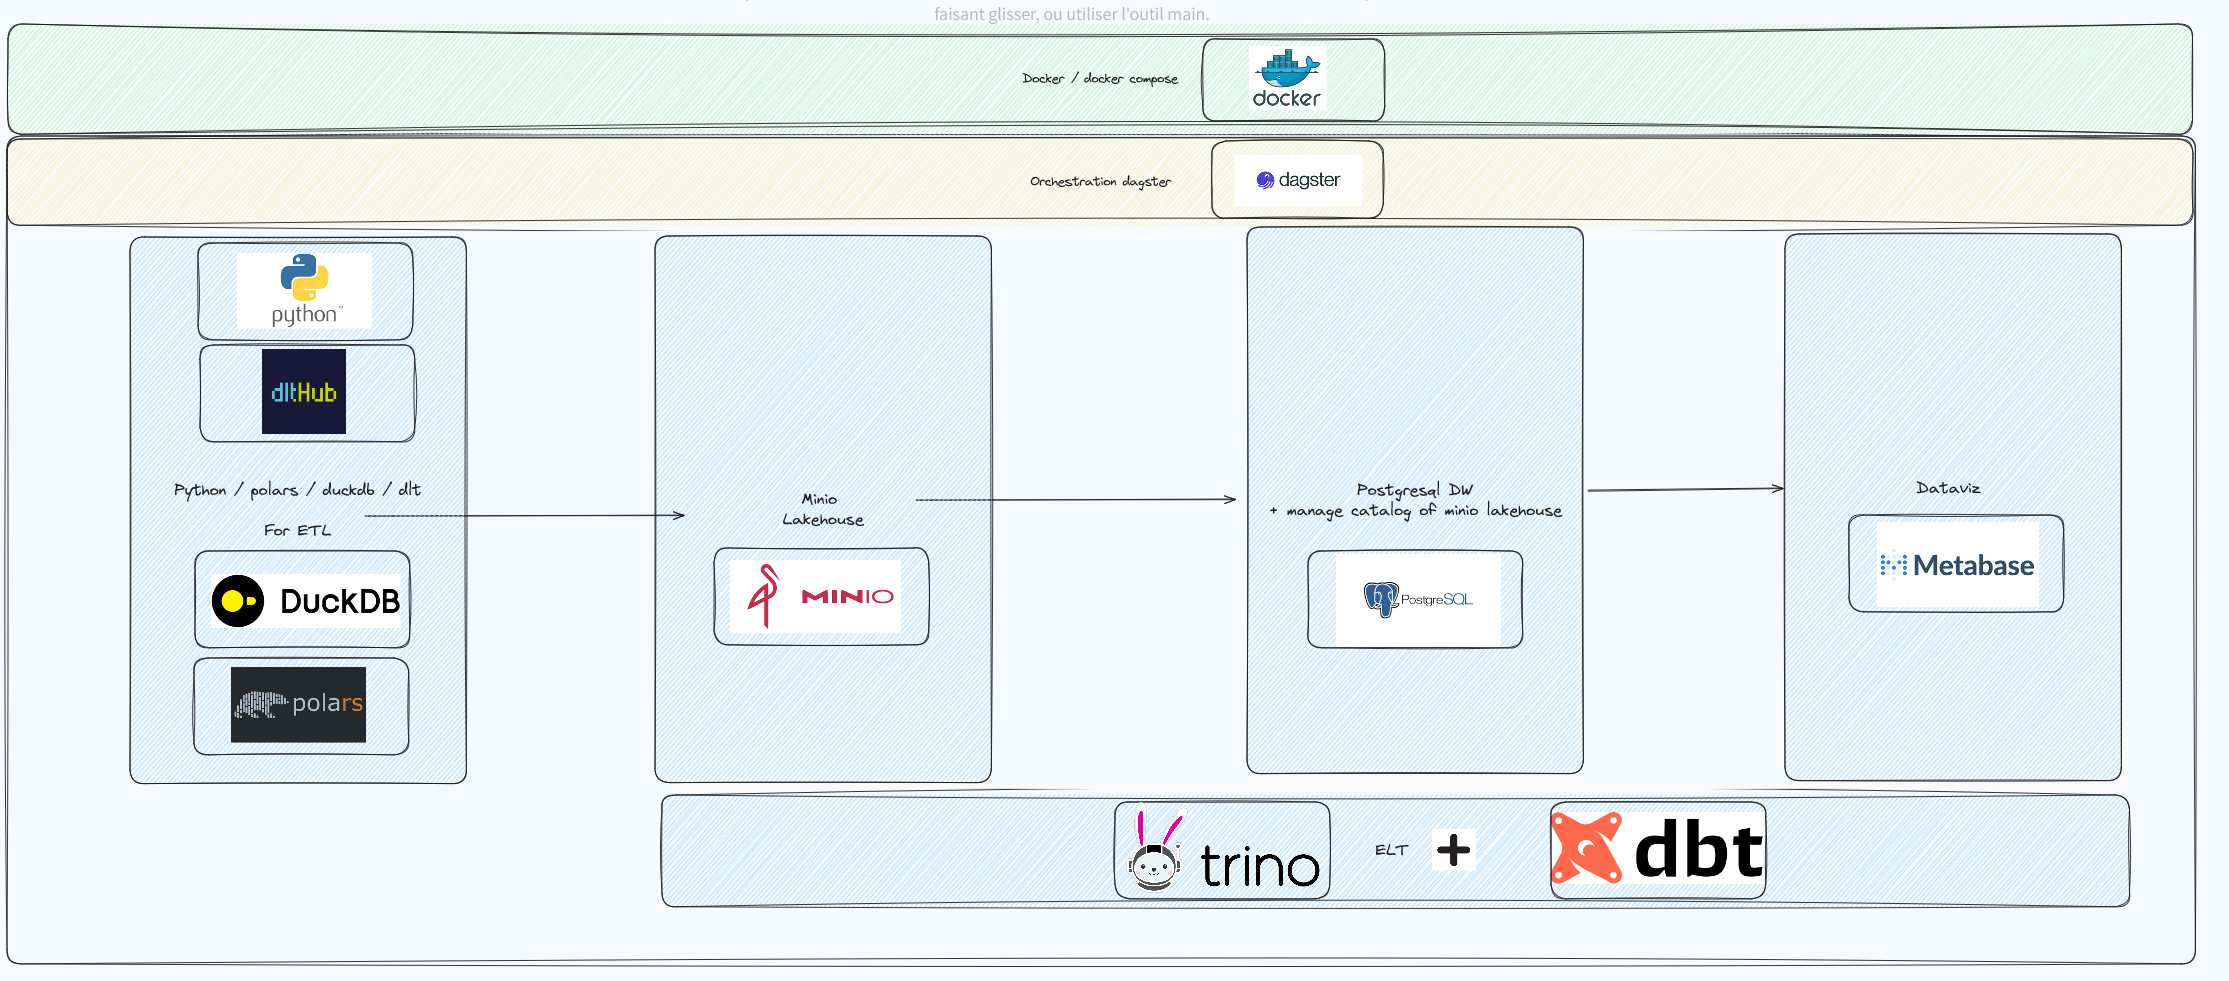 faisant glisser, ou utiliser l'outil main.
Docker / docker compose
docker
Orchestration dagster
dagster
python™
dltHub
Python / polars / duckdb / dlt
For ETL
DuckDB
polars
Minio
Lakehouse
MINIO
Postgresql DW
+ manage catalog of minio lakehouse
PostgreSQL
Dataviz
Metabase
trino
ELT
dbt